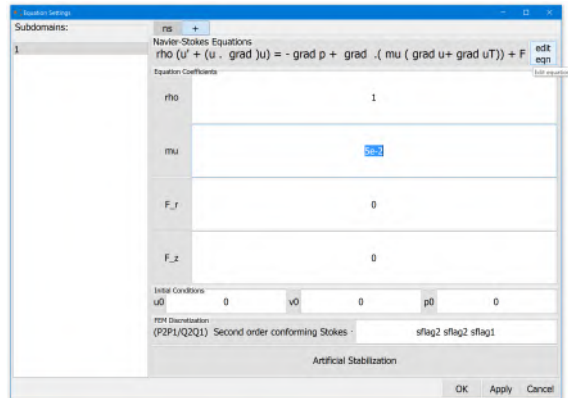 Equation Settings
Subdomains:
ns +
1
Navier-Stokes Equations
rho (u' + (u . grad )u) = - grad p + grad .( mu ( grad u+ grad uT)) + F
edit
eqn
Edit equation
Equation Coefficients
rho 1
mu 5e-2
F_r 0
F_z 0
Initial Conditions
u0 0 v0 0 p0 0
FEM Discretization
(P2P1/Q2Q1) Second order conforming Stokes · sflag2 sflag2 sflag1
Artificial Stabilization
OK Apply Cancel